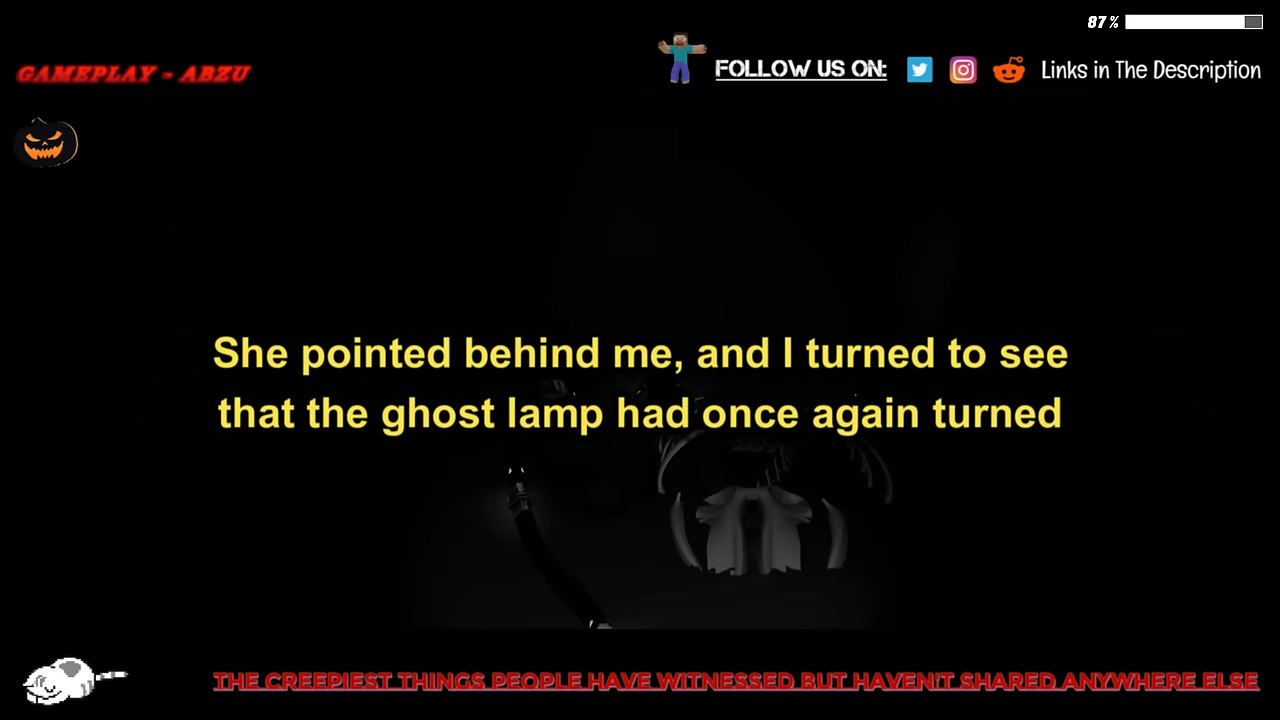 87%
GAMEPLAY - ABZU
FOLLOW US ON:
Links in The Description
She pointed behind me, and I turned to see
that the ghost lamp had once again turned
THE CREEPIEST THINGS PEOPLE HAVE WITNESSED BUT HAVEN'T SHARED ANYWHERE ELSE